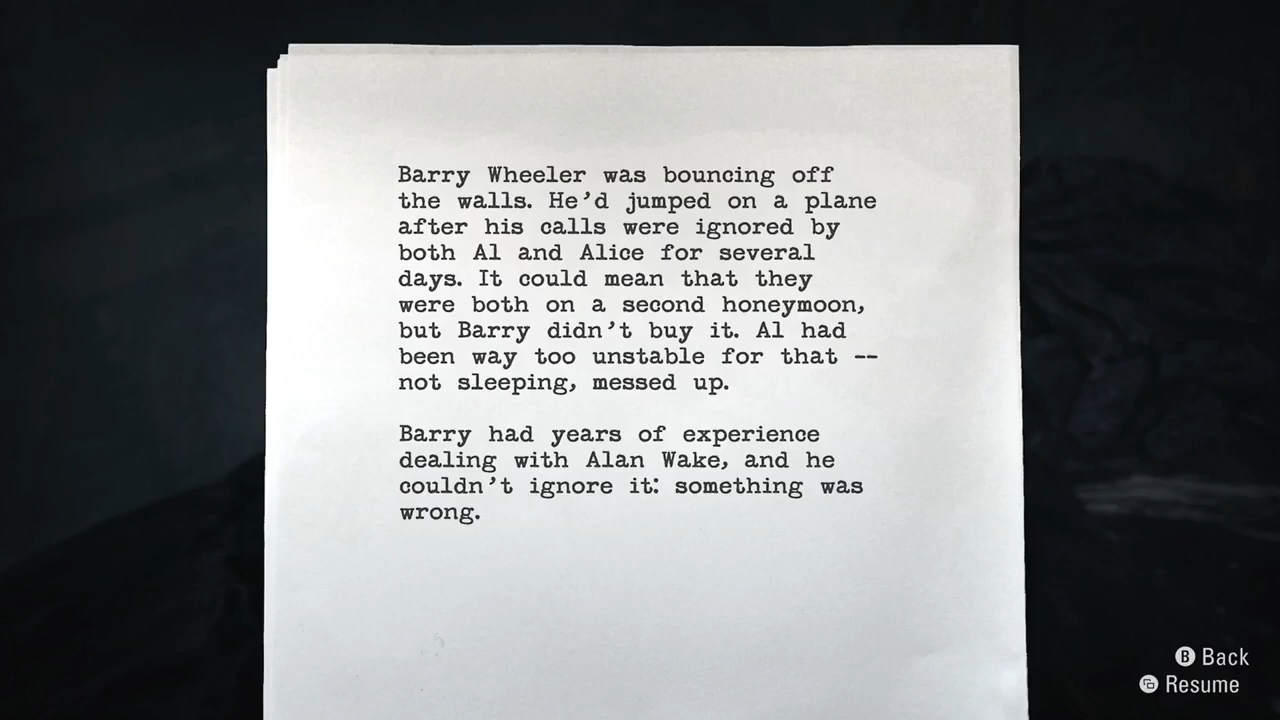 Barry Wheeler was bouncing off
the walls. He’d jumped on a plane
after his calls were ignored by
both Al and Alice for several
days. It could mean that they
were both on a second honeymoon,
but Barry didn’t buy it. Al had
been way too unstable for that --
not sleeping, messed up.
Barry had years of experience
dealing with Alan Wake, and he
couldn’t ignore it: something was
wrong.
B Back
Resume